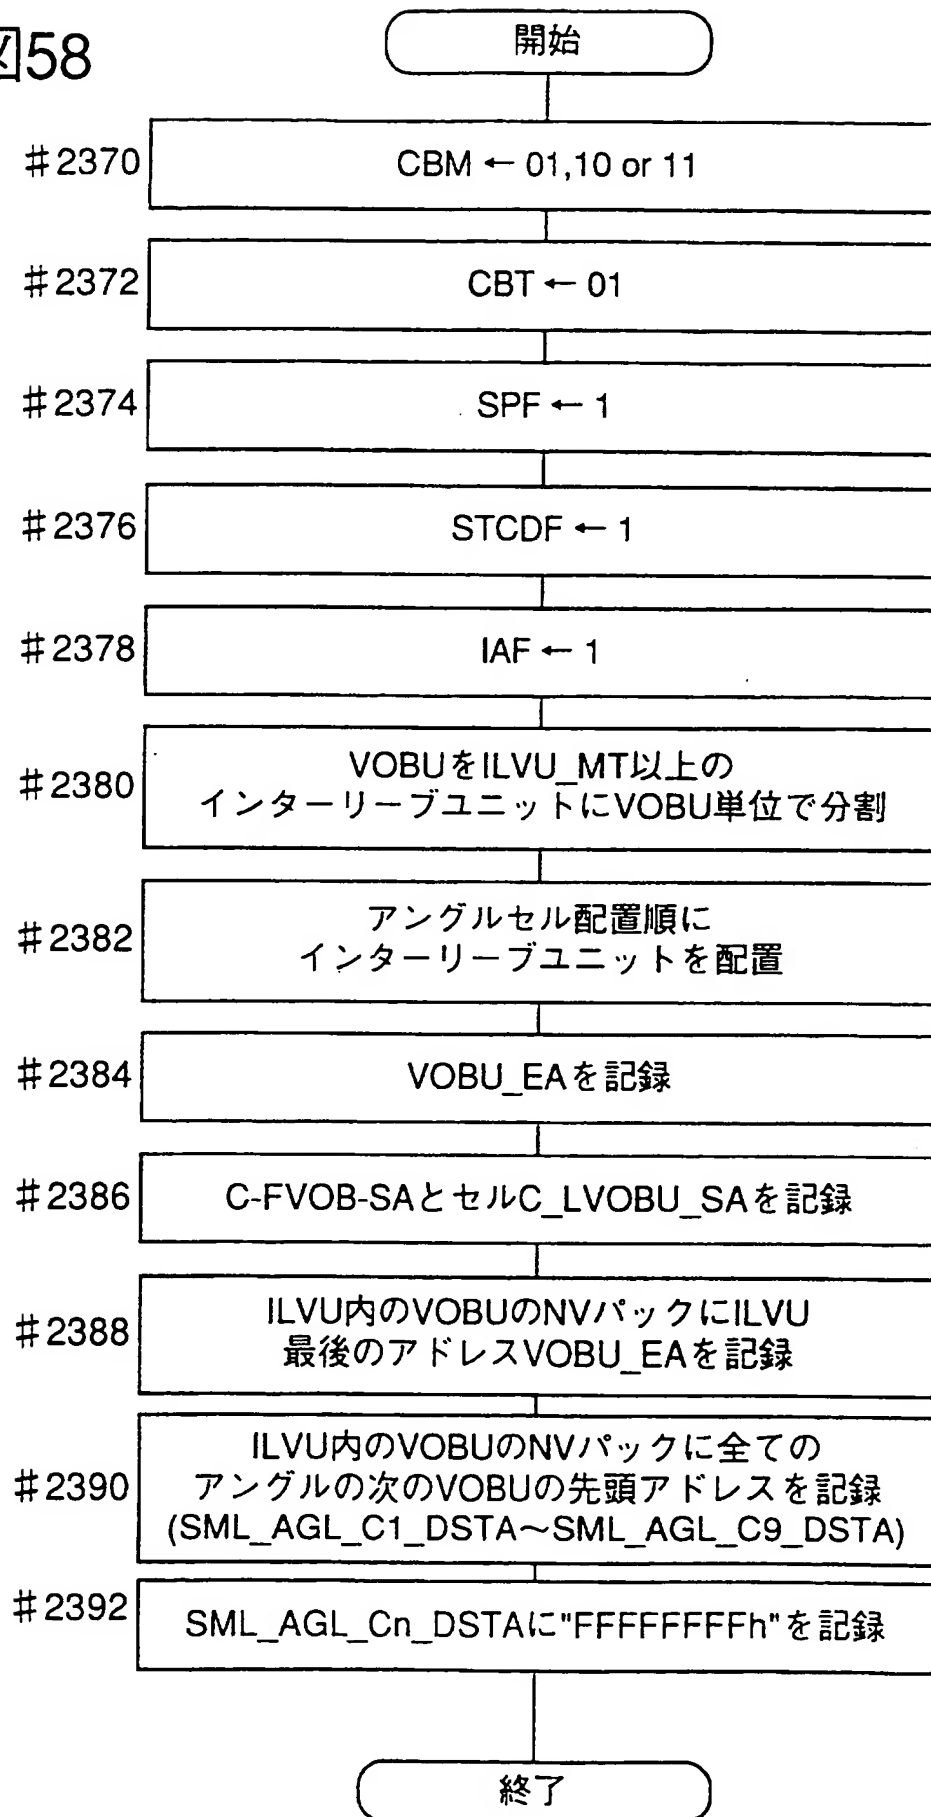 図58
開始
#2370
CBM ← 01,10 or 11
#2372
CBT ← 01
#2374
SPF ← 1
#2376
STCDF ← 1
#2378
IAF ← 1
#2380
VOBUをILVU_MT以上の
インターリーブユニットにVOBU単位で分割
#2382
アングルセル配置順に
インターリーブユニットを配置
#2384
VOBU_EAを記録
#2386
C-FVOB-SAとセルC_LVOBU_SAを記録
#2388
ILVU内のVOBUのNVパックにILVU
最後のアドレスVOBU_EAを記録
#2390
ILVU内のVOBUのNVパックに全ての
アングルの次のVOBUの先頭アドレスを記録
(SML_AGL_C1_DSTA～SML_AGL_C9_DSTA)
#2392
SML_AGL_Cn_DSTAに"FFFFFFFFh"を記録
終了